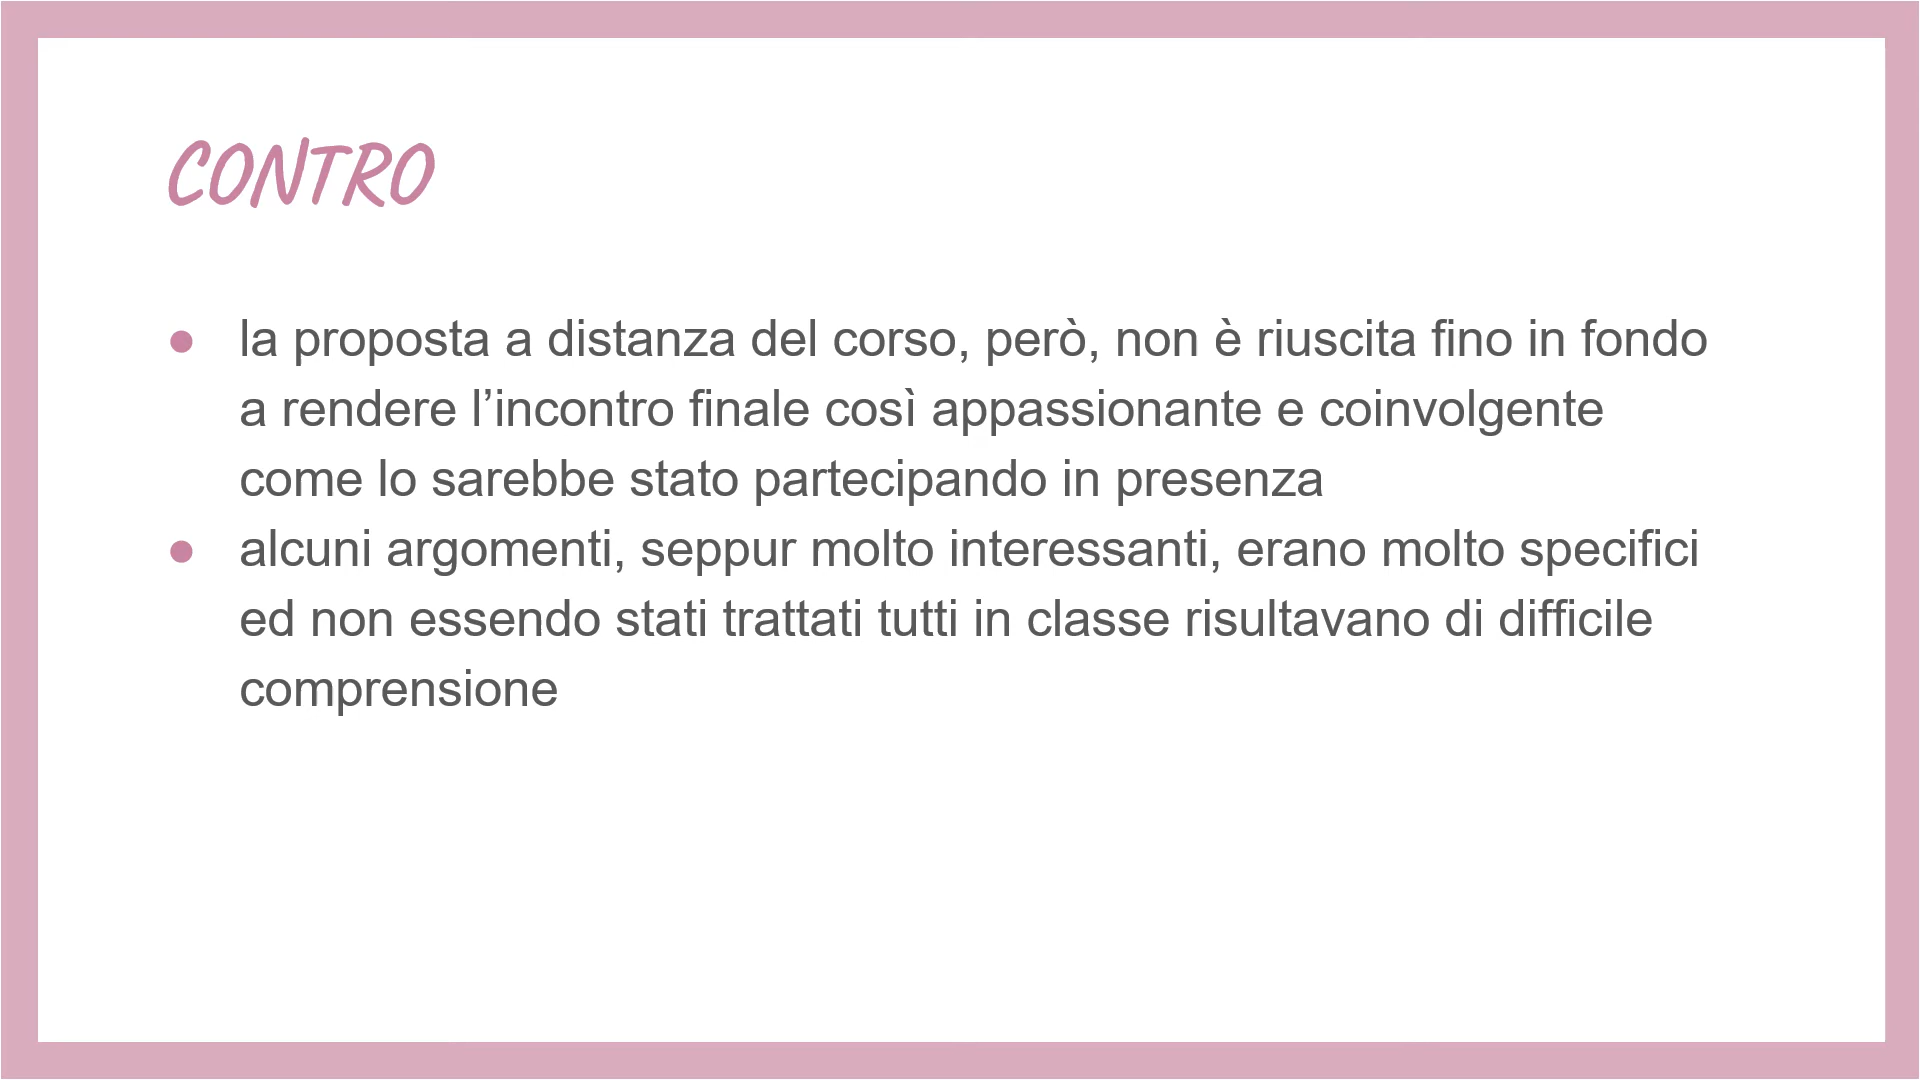 CONTRO
● la proposta a distanza del corso, però, non è riuscita fino in fondo
a rendere l’incontro finale così appassionante e coinvolgente
come lo sarebbe stato partecipando in presenza
● alcuni argomenti, seppur molto interessanti, erano molto specifici
ed non essendo stati trattati tutti in classe risultavano di difficile
comprensione